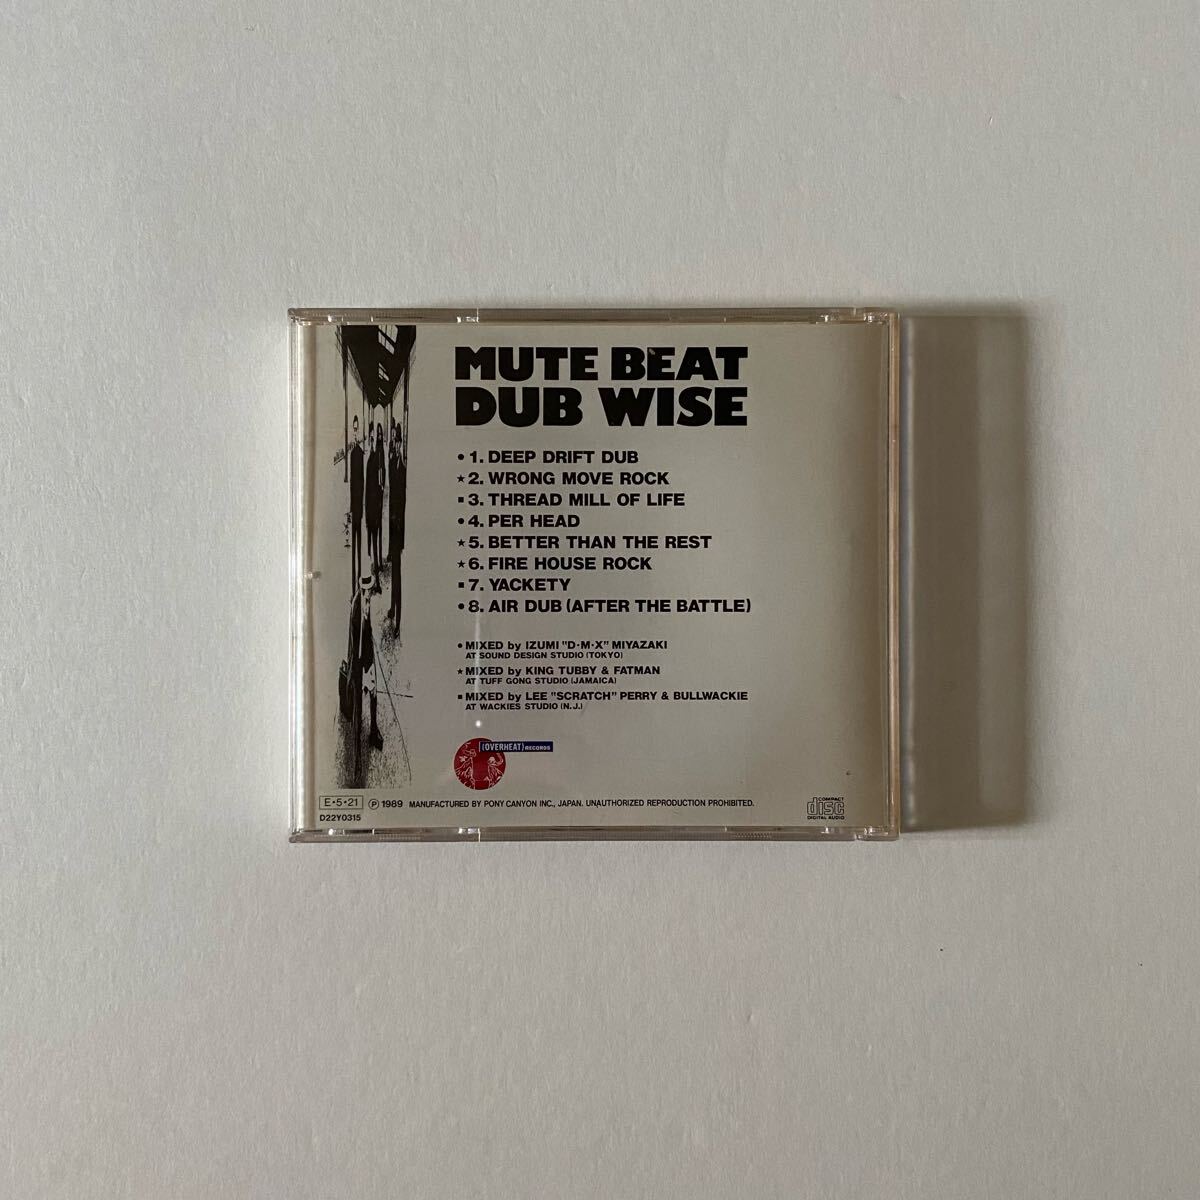 MUTE BEAT
DUB WISE
• 1. DEEP DRIFT DUB
★ 2. WRONG MOVE ROCK
■ 3. THREAD MILL OF LIFE
• 4. PER HEAD
★ 5. BETTER THAN THE REST
★ 6. FIRE HOUSE ROCK
■ 7. YACKETY
• 8. AIR DUB (AFTER THE BATTLE)
• MIXED by IZUMI "D•M•X" MIYAZAKI
AT SOUND DESIGN STUDIO (TOKYO)
★ MIXED by KING TUBBY & FATMAN
AT TUFF GONG STUDIO (JAMAICA)
■ MIXED by LEE "SCRATCH" PERRY & BULLWACKIE
AT WACKIES STUDIO (N.J.)
(OVERHEAT) RECORDS
E•5•21 Ⓟ 1989 MANUFACTURED BY PONY CANYON INC., JAPAN. UNAUTHORIZED REPRODUCTION PROHIBITED.
D22Y0315
COMPACT
disc
DIGITAL AUDIO